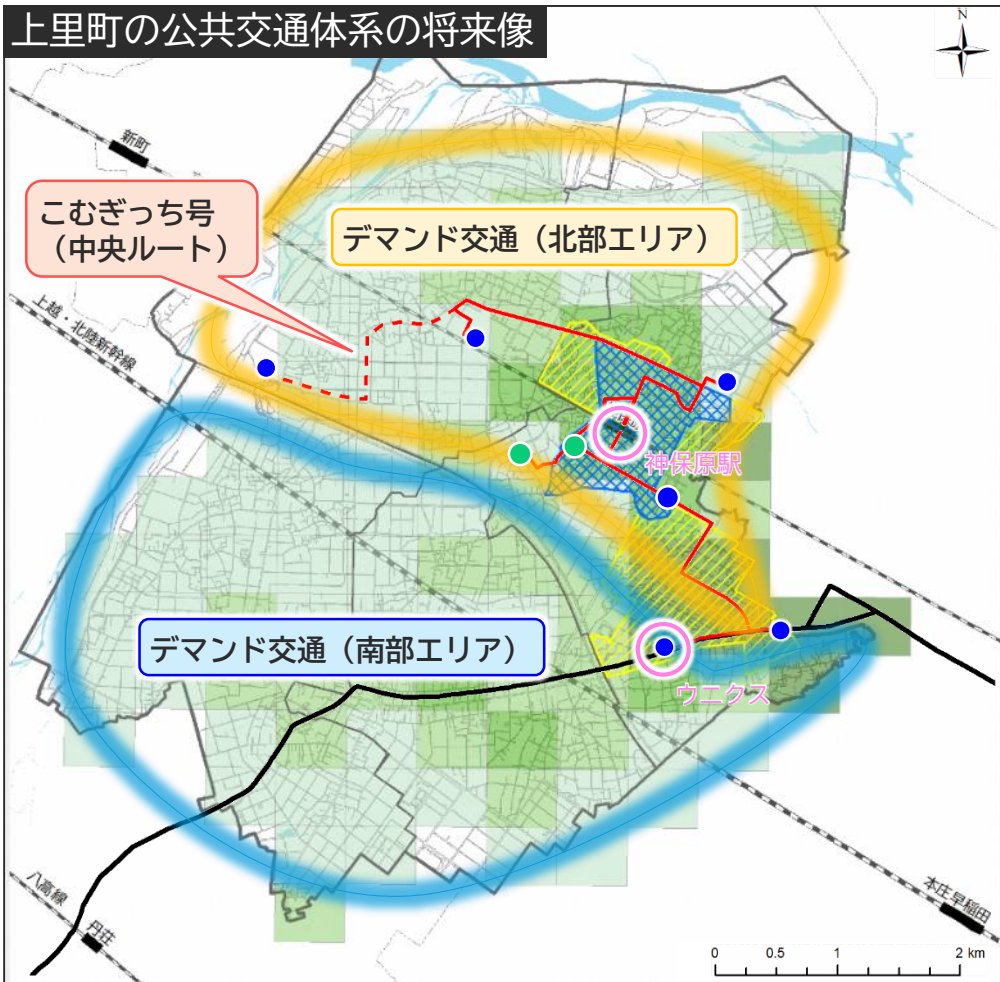 上里町の公共交通体系の将来像
N
新町
こむぎっち号
（中央ルート）
デマンド交通（北部エリア）
上越・北陸新幹線
神保原駅
デマンド交通（南部エリア）
ウニクス
八高線
丹荘
本庄早稲田
0 0.5 1 2 km